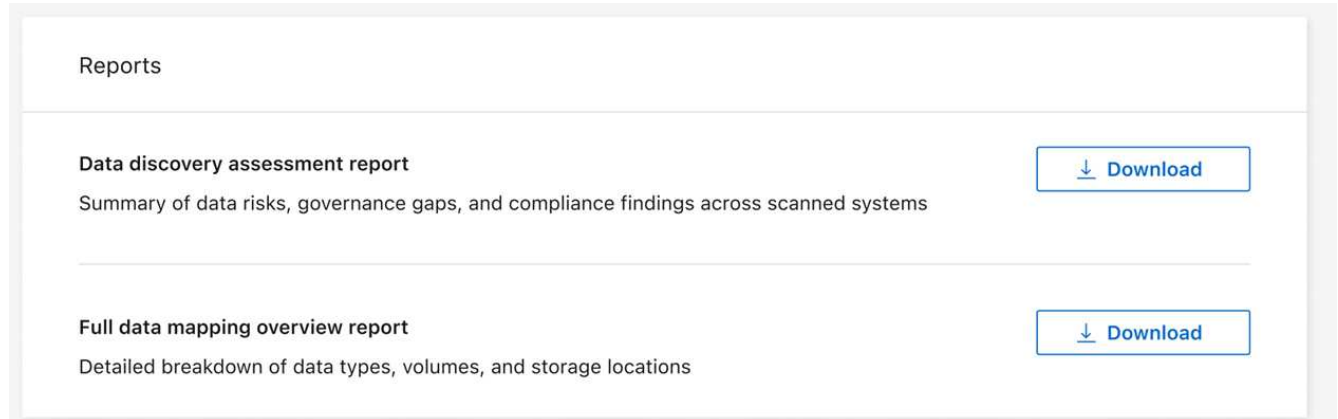 Reports
Data discovery assessment report
Download
Summary of data risks, governance gaps, and compliance findings across scanned systems
Full data mapping overview report
Download
Detailed breakdown of data types, volumes, and storage locations